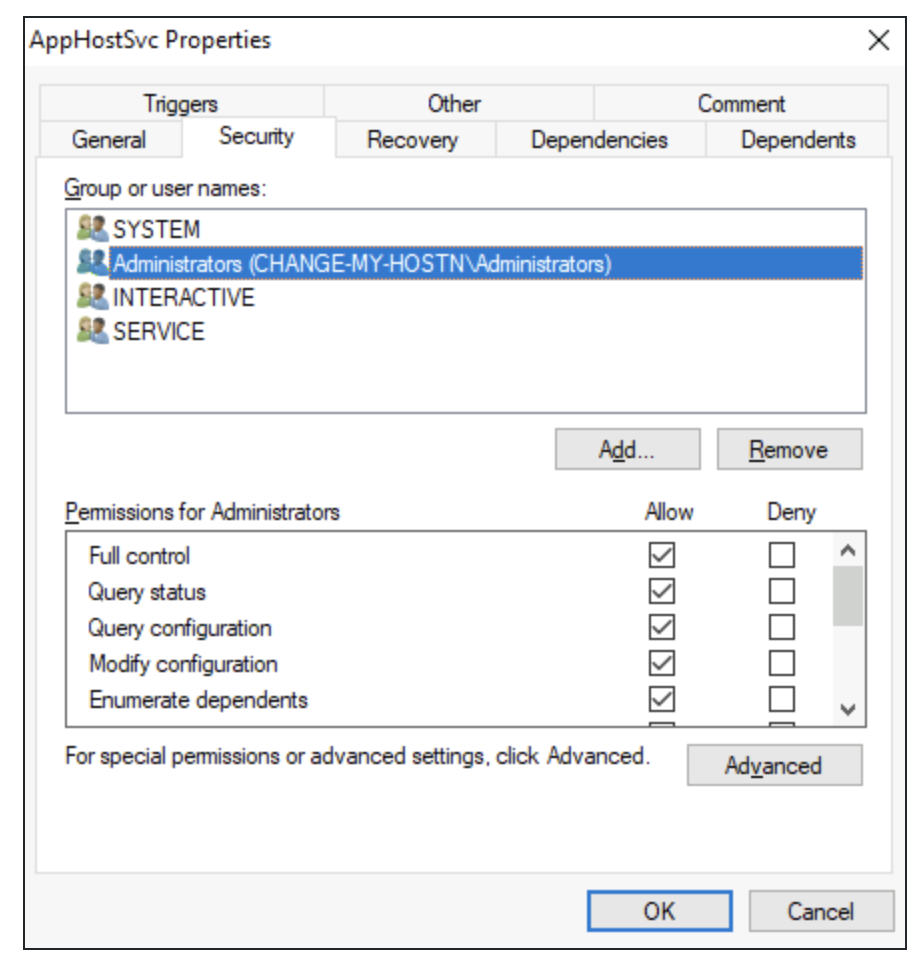 AppHostSvc Properties
Triggers Other Comment
General Security Recovery Dependencies Dependents
Group or user names:
SYSTEM
Administrators (CHANGE-MY-HOSTN\Administrators)
INTERACTIVE
SERVICE
Add... Remove
Permissions for Administrators Allow Deny
Full control
Query status
Query configuration
Modify configuration
Enumerate dependents
For special permissions or advanced settings, click Advanced. Advanced
OK Cancel